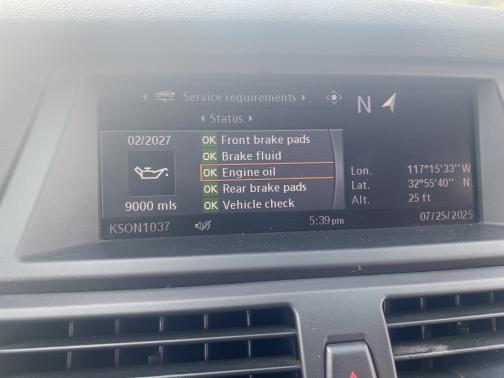 Service requirements
Status
N
02/2027
OK Front brake pads
OK Brake fluid
OK Engine oil
OK Rear brake pads
9000 mls
OK Vehicle check
Lon. 117°15'33" W
Lat. 32°55'40" N
Alt. 25 ft
KSON1037
5:39 pm
07/25/2025